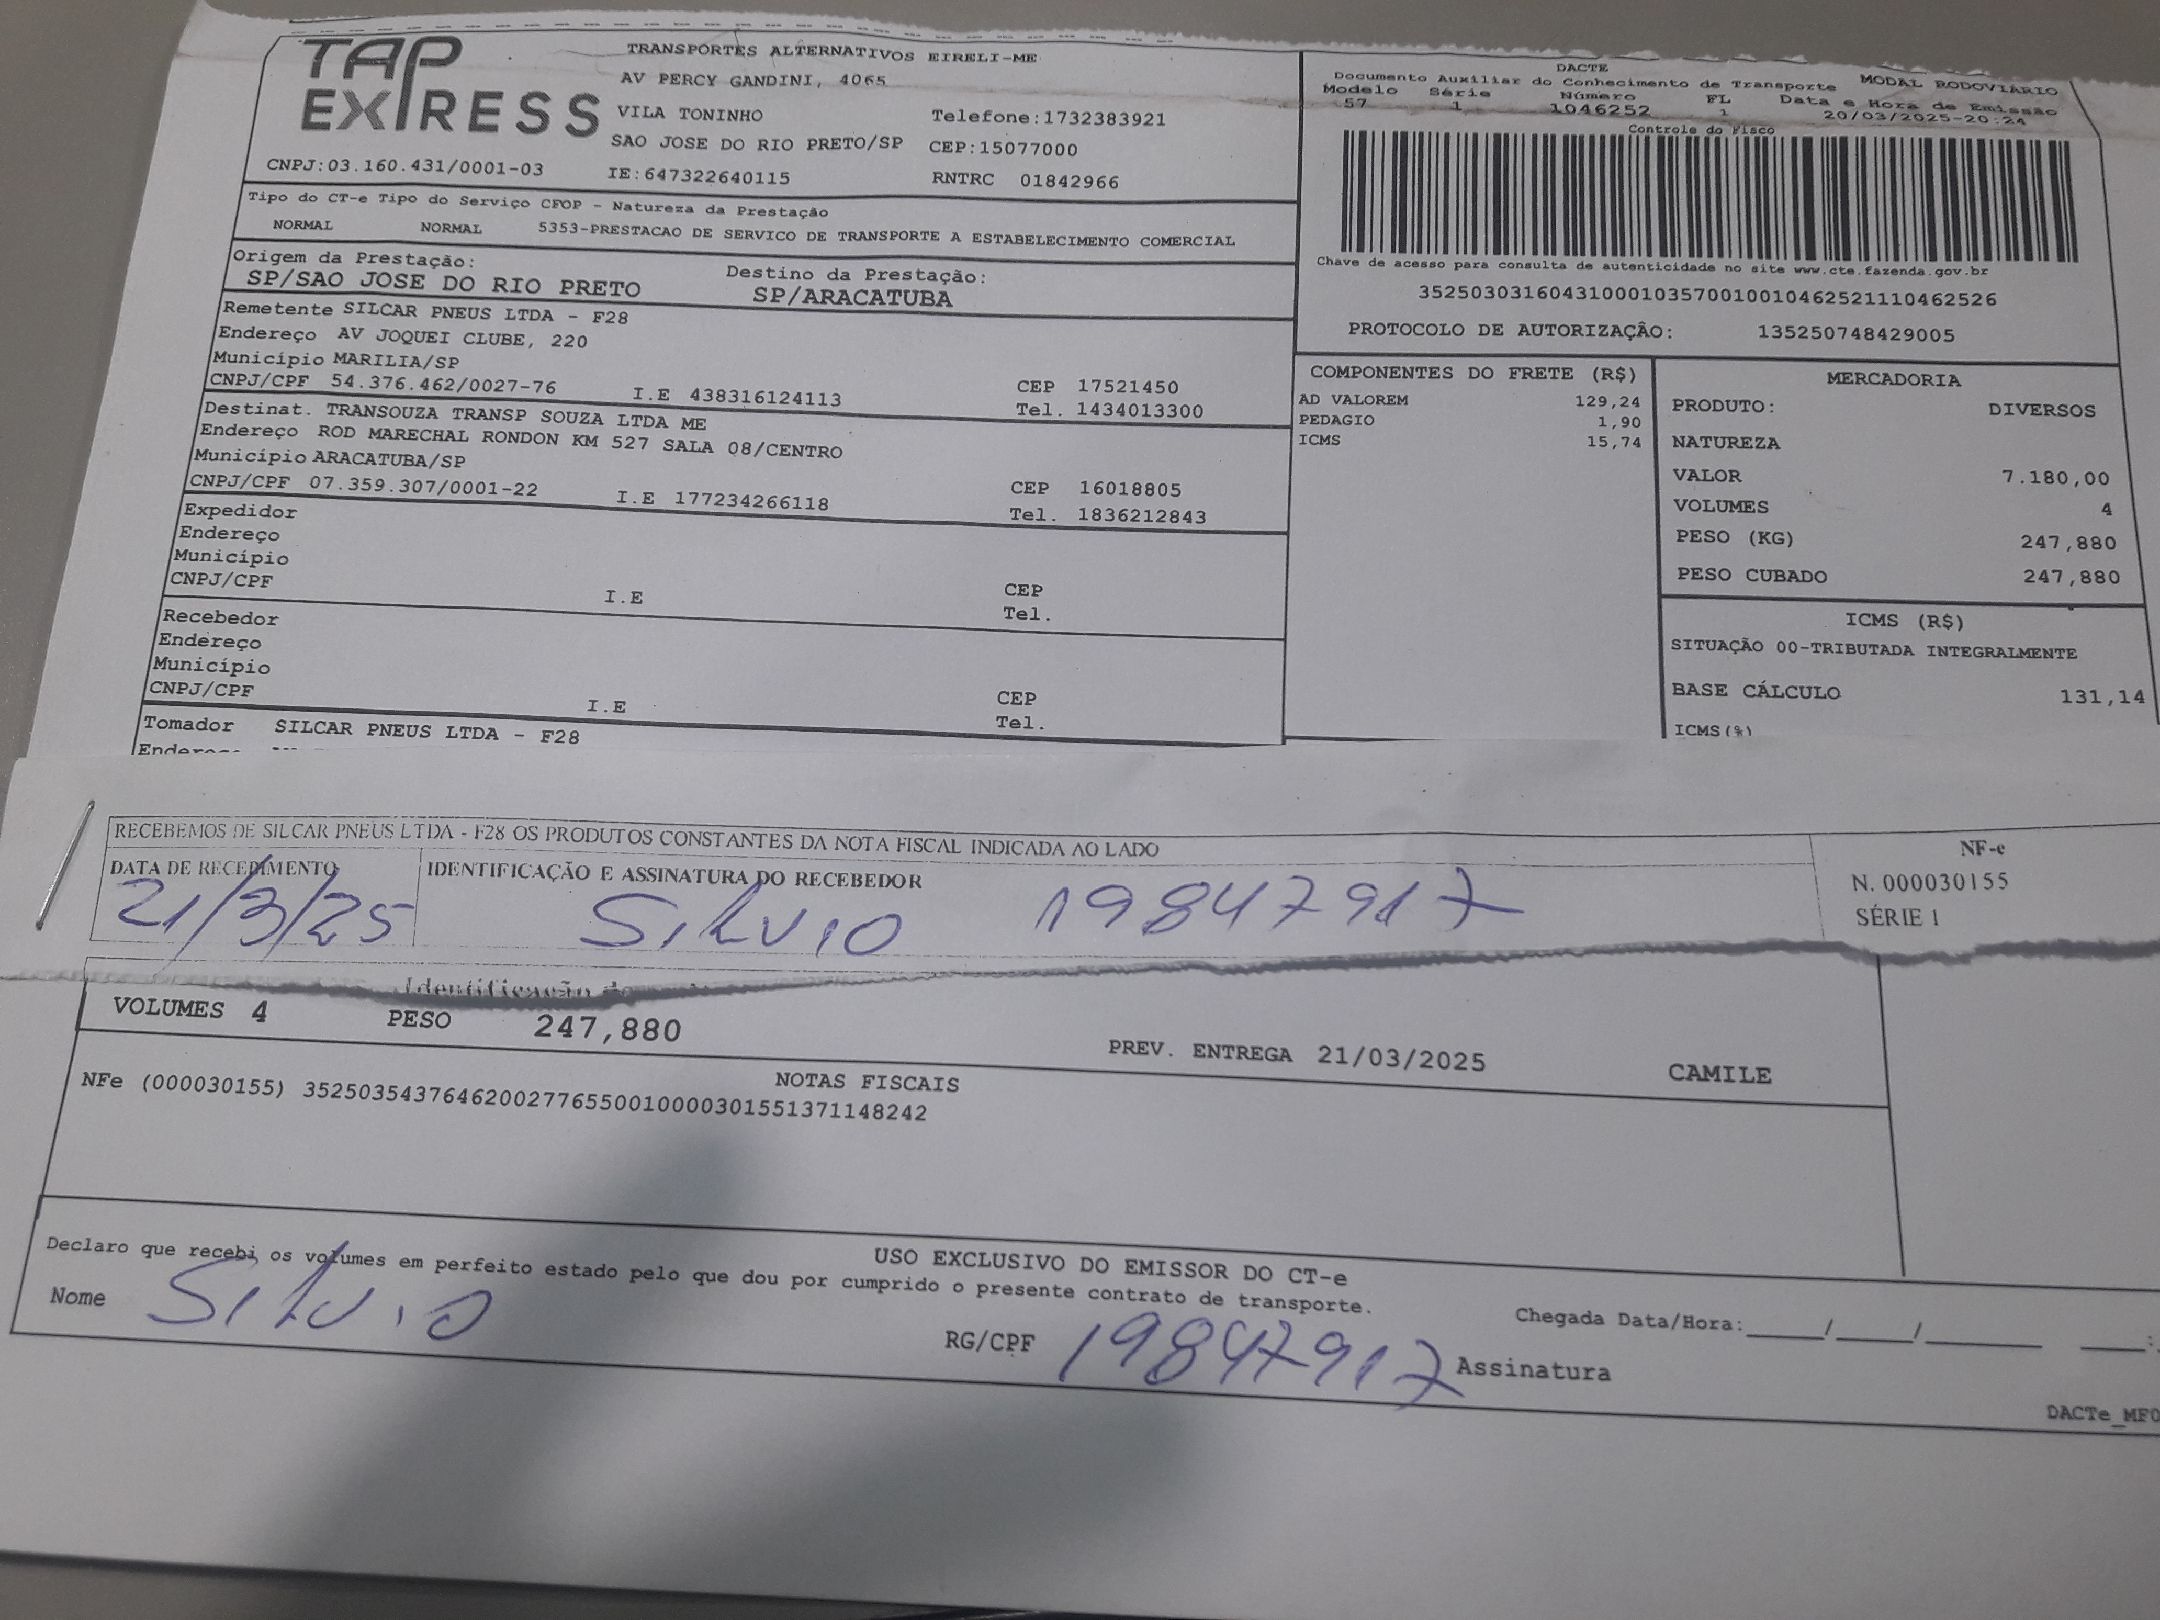 TAP EXPRESS
TRANSPORTES ALTERNATIVOS EIRELI-ME
AV PERCY GANDINI, 4065
VILA TONINHO Telefone:1732383921
SAO JOSE DO RIO PRETO/SP CEP:15077000
CNPJ:03.160.431/0001-03 IE:647322640115 RNTRC 01842966
Tipo do CT-e Tipo do Serviço CFOP - Natureza da Prestação
NORMAL NORMAL 5353-PRESTACAO DE SERVICO DE TRANSPORTE A ESTABELECIMENTO COMERCIAL
Origem da Prestação: Destino da Prestação:
SP/SAO JOSE DO RIO PRETO SP/ARACATUBA
Remetente SILCAR PNEUS LTDA - F28
Endereço AV JOQUEI CLUBE, 220
Município MARILIA/SP CEP 17521450
CNPJ/CPF 54.376.462/0027-76 I.E 438316124113 Tel. 1434013300
Destinat. TRANSOUZA TRANSP SOUZA LTDA ME
Endereço ROD MARECHAL RONDON KM 527 SALA 08/CENTRO
Município ARACATUBA/SP CEP 16018805
CNPJ/CPF 07.359.307/0001-22 I.E 177234266118 Tel. 1836212843
Expedidor
Endereço
Município CEP
CNPJ/CPF I.E Tel.
Recebedor
Endereço
Município CEP
CNPJ/CPF I.E Tel.
Tomador SILCAR PNEUS LTDA - F28
DACTE
Documento Auxiliar do Conhecimento de Transporte MODAL RODOVIÁRIO
Modelo Série Número FL Data e Hora de Emissão
57 1 1046252 1 20/03/2025-20:24
Controle do Fisco
Chave de acesso para consulta de autenticidade no site www.cte.fazenda.gov.br
35250303160431000103570010010462521110462526
PROTOCOLO DE AUTORIZAÇÃO: 135250748429005
COMPONENTES DO FRETE (R$)
AD VALOREM 129,24
PEDAGIO 1,90
ICMS 15,74
MERCADORIA
PRODUTO: DIVERSOS
NATUREZA
VALOR 7.180,00
VOLUMES 4
PESO (KG) 247,880
PESO CUBADO 247,880
ICMS (R$)
SITUAÇÃO 00-TRIBUTADA INTEGRALMENTE
BASE CÁLCULO 131,14
ICMS(%)
RECEBEMOS DE SILCAR PNEUS LTDA - F28 OS PRODUTOS CONSTANTES DA NOTA FISCAL INDICADA AO LADO
DATA DE RECEBIMENTO IDENTIFICAÇÃO E ASSINATURA DO RECEBEDOR
21/3/25 SILVIO 19847917
NF-e
N. 000030155
SÉRIE 1
VOLUMES 4 PESO 247,880 PREV. ENTREGA 21/03/2025 CAMILE
NOTAS FISCAIS
NFe (000030155) 35250354376462002776550010000301551371148242
USO EXCLUSIVO DO EMISSOR DO CT-e
Declaro que recebi os volumes em perfeito estado pelo que dou por cumprido o presente contrato de transporte.
Chegada Data/Hora:_____/_____/________ ____:
Nome SILVIO RG/CPF 19847917 Assinatura